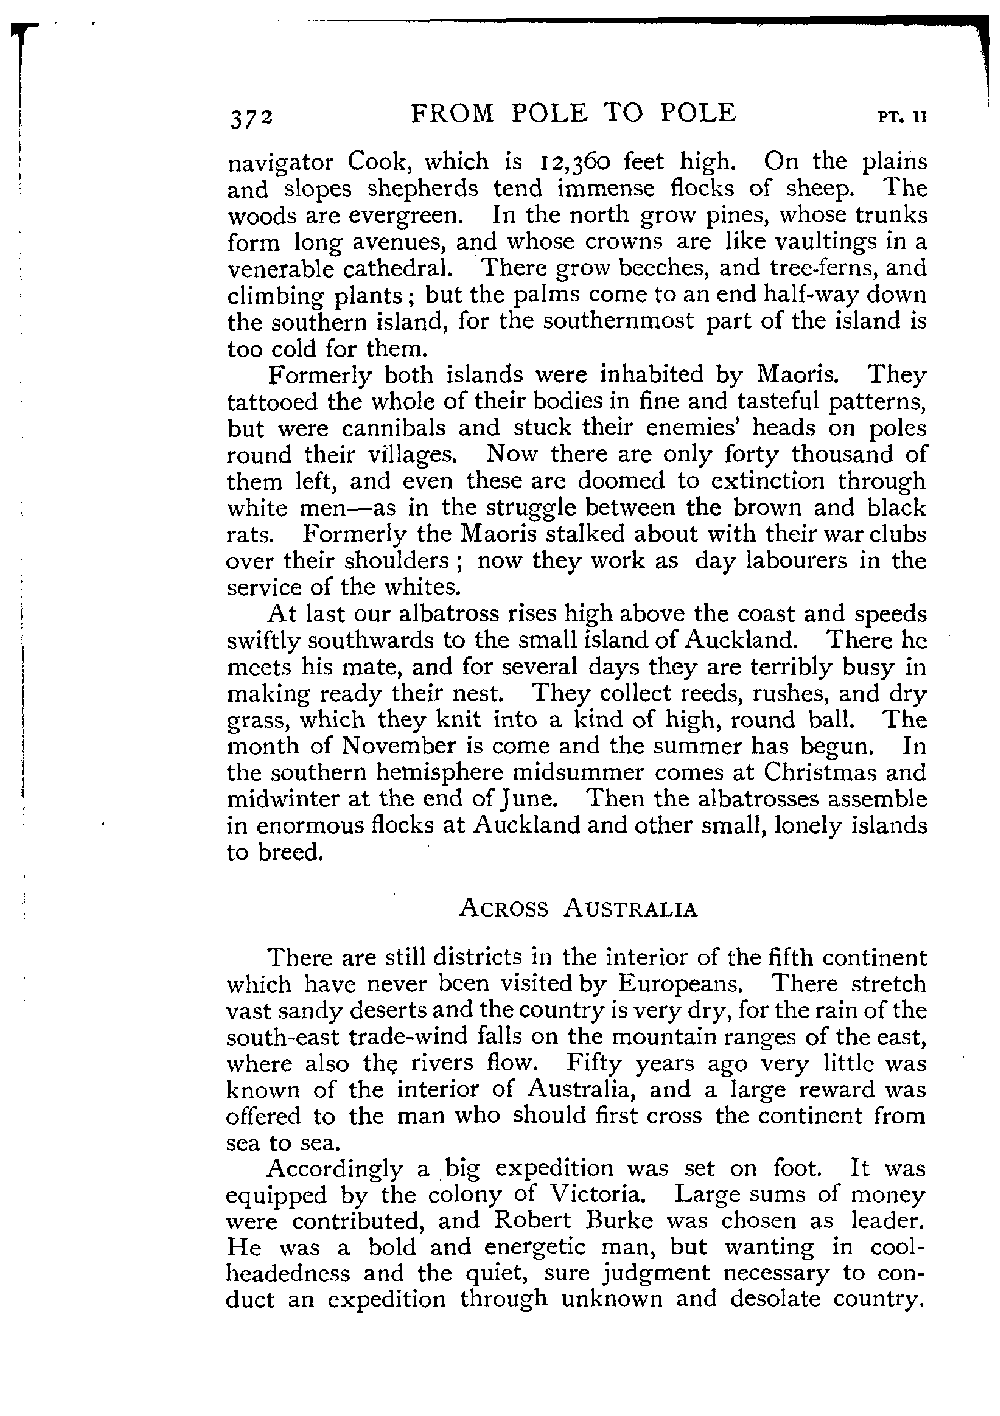 372 FROM POLE TO POLE PT. II
navigator Cook, which is 12,360 feet high. On the plains
and slopes shepherds tend immense flocks of sheep. The
woods are evergreen. In the north grow pines, whose trunks
form long avenues, and whose crowns are like vaultings in a
venerable cathedral. There grow beeches, and tree-ferns, and
climbing plants; but the palms come to an end half-way down
the southern island, for the southernmost part of the island is
too cold for them.
Formerly both islands were inhabited by Maoris. They
tattooed the whole of their bodies in fine and tasteful patterns,
but were cannibals and stuck their enemies' heads on poles
round their villages. Now there are only forty thousand of
them left, and even these are doomed to extinction through
white men—as in the struggle between the brown and black
rats. Formerly the Maoris stalked about with their war clubs
over their shoulders; now they work as day labourers in the
service of the whites.
At last our albatross rises high above the coast and speeds
swiftly southwards to the small island of Auckland. There he
meets his mate, and for several days they are terribly busy in
making ready their nest. They collect reeds, rushes, and dry
grass, which they knit into a kind of high, round ball. The
month of November is come and the summer has begun. In
the southern hemisphere midsummer comes at Christmas and
midwinter at the end of June. Then the albatrosses assemble
in enormous flocks at Auckland and other small, lonely islands
to breed.
ACROSS AUSTRALIA
There are still districts in the interior of the fifth continent
which have never been visited by Europeans. There stretch
vast sandy deserts and the country is very dry, for the rain of the
south-east trade-wind falls on the mountain ranges of the east,
where also the rivers flow. Fifty years ago very little was
known of the interior of Australia, and a large reward was
offered to the man who should first cross the continent from
sea to sea.
Accordingly a big expedition was set on foot. It was
equipped by the colony of Victoria. Large sums of money
were contributed, and Robert Burke was chosen as leader.
He was a bold and energetic man, but wanting in cool-
headedness and the quiet, sure judgment necessary to con-
duct an expedition through unknown and desolate country.